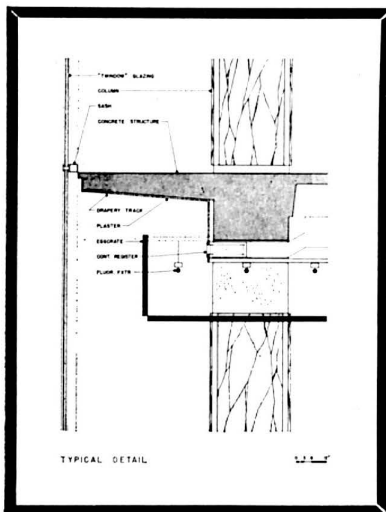 "TWINDOW" GLAZING
COLUMN
SASH
CONCRETE STRUCTURE
DRAPERY TRACK
PLASTER
EGGCRATE
CONT. REGISTER
FLUOR. FXTR.
TYPICAL DETAIL